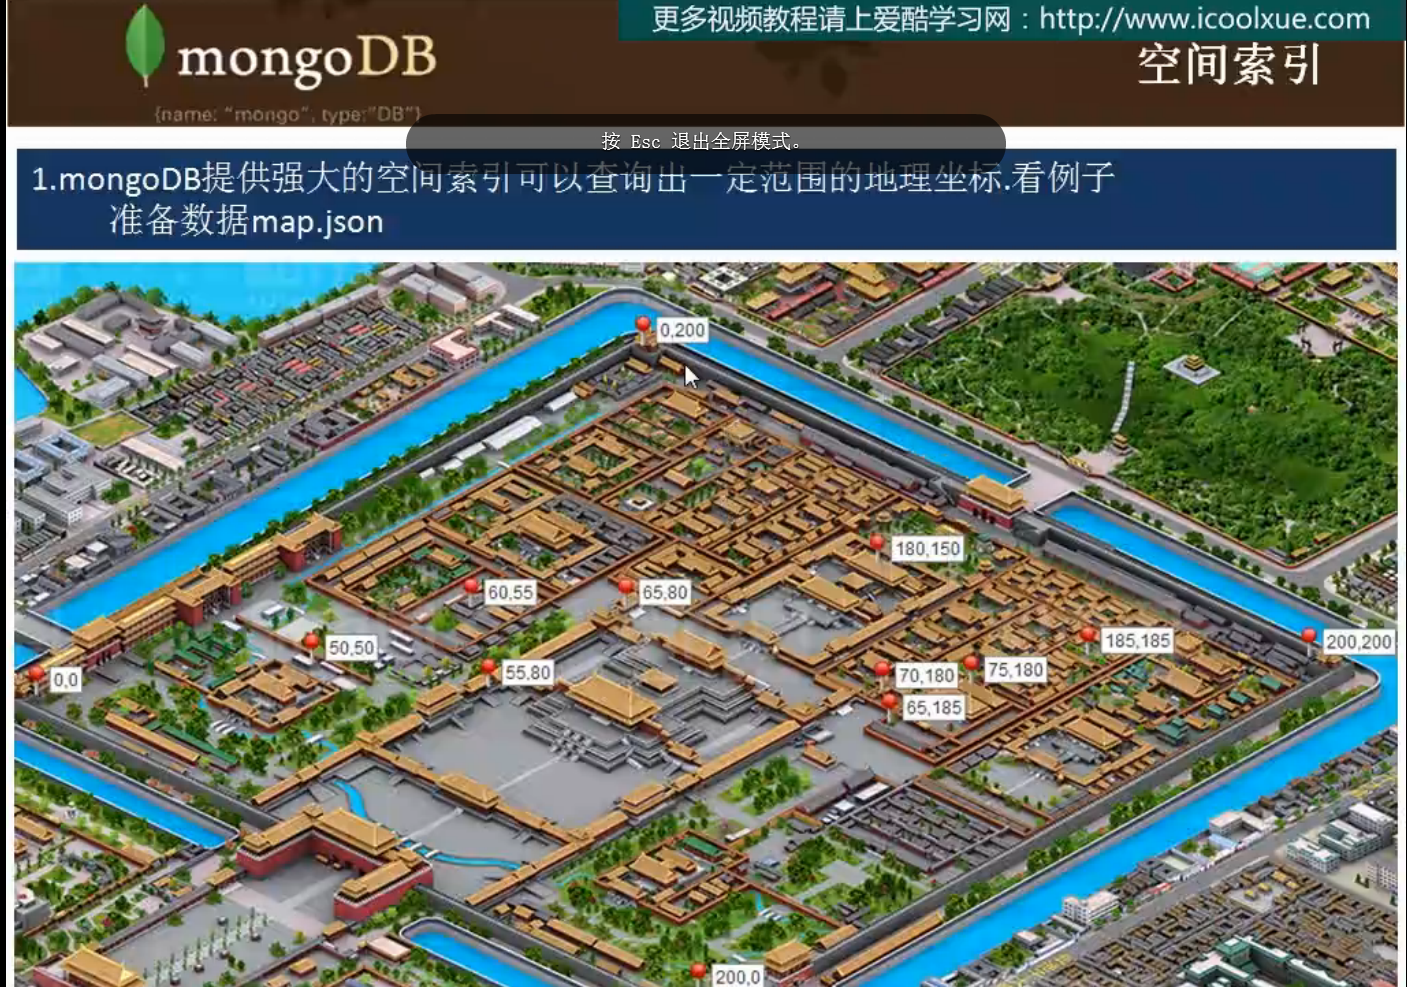 更多视频教程请上爱酷学习网：http://www.icoolxue.com
mongoDB
空间索引
{name: “mongo”, type:“DB”}
按 Esc 退出全屏模式。
1.mongoDB提供强大的空间索引可以查询出一定范围的地理坐标.看例子
准备数据map.json
0,200
180,150
60,55
65,80
50,50
185,185
200,200
55,80
70,180
75,180
0,0
65,185
200,0